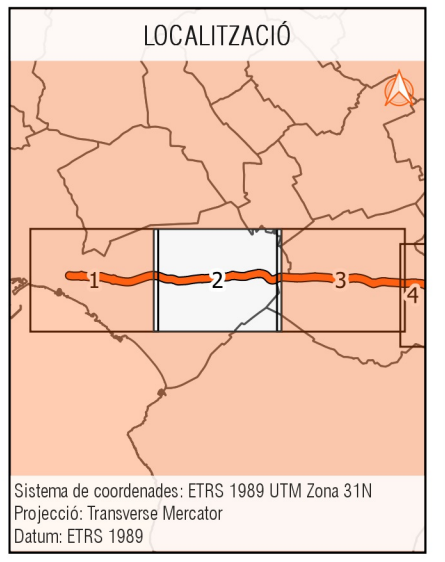 LOCALITZACIÓ
1
2
3
4
Sistema de coordenades: ETRS 1989 UTM Zona 31N
Projecció: Transverse Mercator
Datum: ETRS 1989